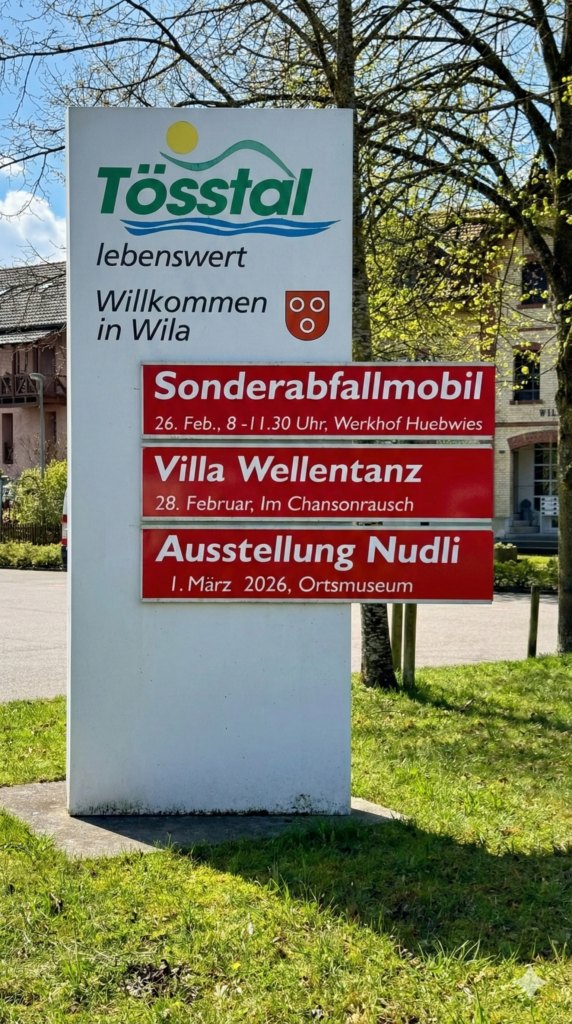 Tösstal
lebenswert
Willkommen
in Wila
Sonderabfallmobil
26. Feb., 8 -11.30 Uhr, Werkhof Huebwies
Villa Wellentanz
28. Februar, Im Chansonrausch
Ausstellung Nudli
1. März 2026, Ortsmuseum
WIL